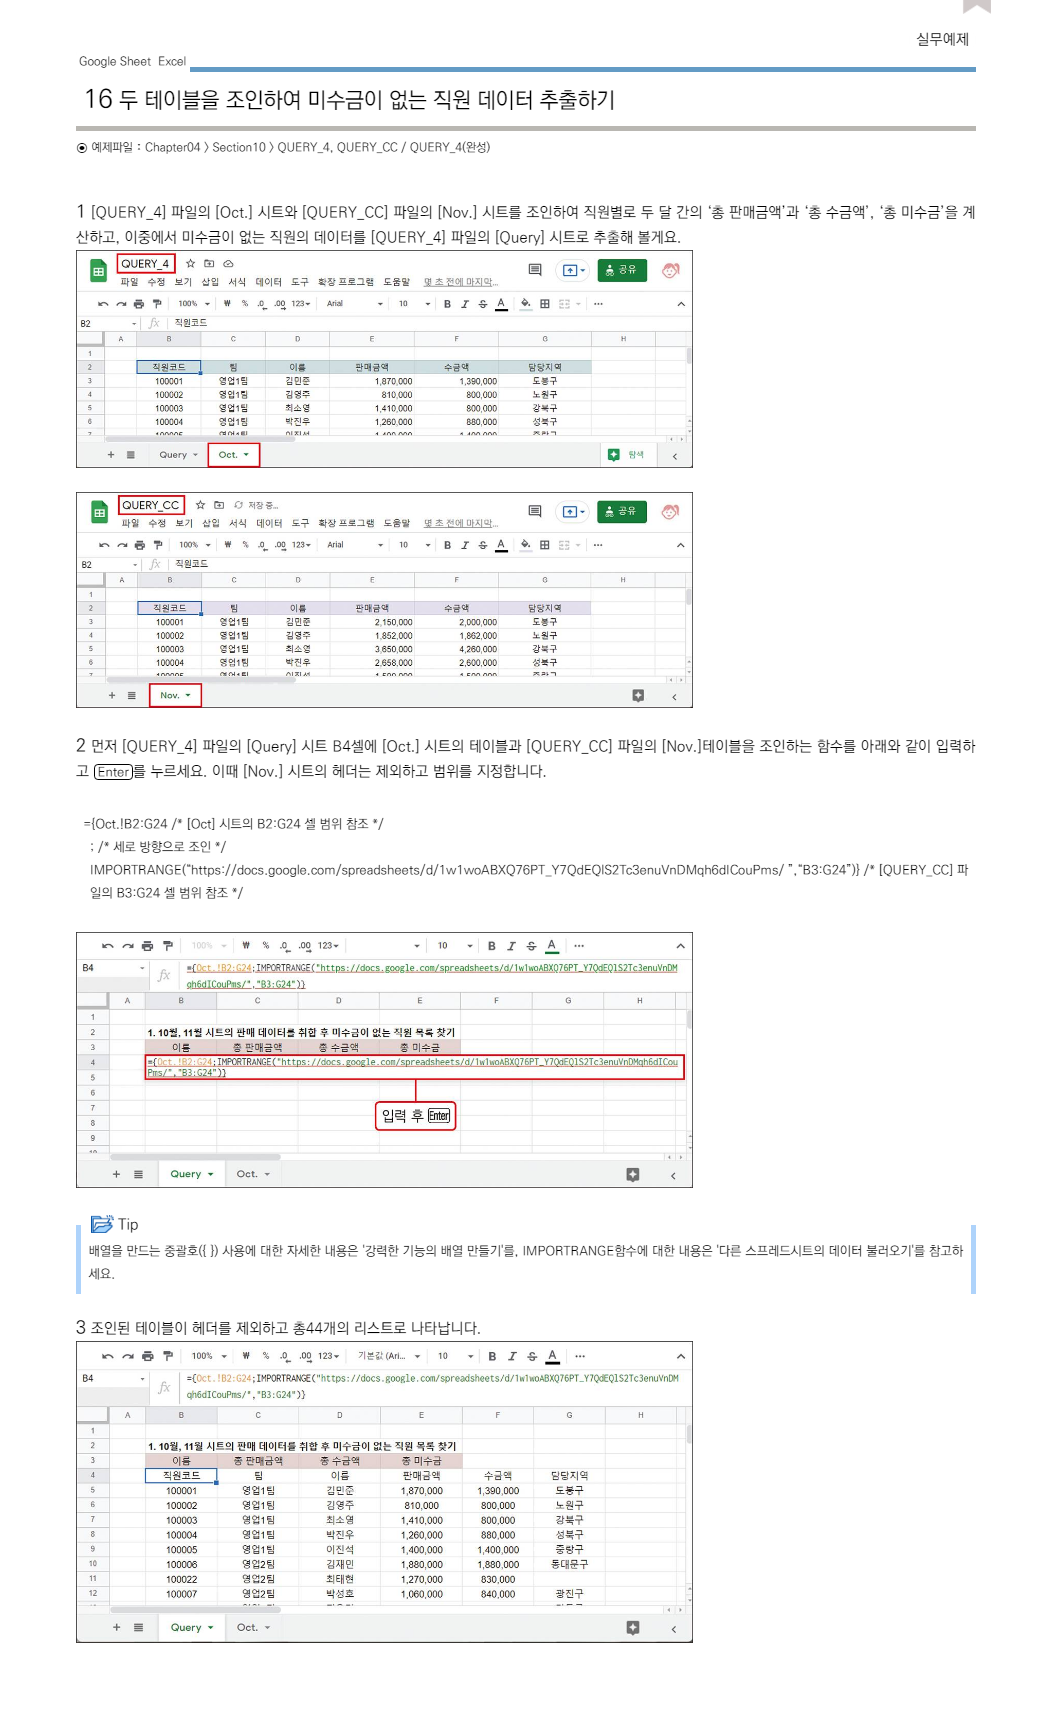 실무예제
Google Sheet Excel
16 두 테이블을 조인하여 미수금이 없는 직원 데이터 추출하기
예제파일 : Chapter04 > Section10 > QUERY_4, QUERY_CC / QUERY_4(완성)
1 [QUERY_4] 파일의 [Oct.] 시트와 [QUERY_CC] 파일의 [Nov.] 시트를 조인하여 직원별로 두 달 간의 ‘총 판매금액’과 ‘총 수금액’, ‘총 미수금’을 계
산하고, 이중에서 미수금이 없는 직원의 데이터를 [QUERY_4] 파일의 [Query] 시트로 추출해 볼게요.
QUERY_4
공유
파일 수정 보기 삽입 서식 데이터 도구 확장 프로그램 도움말 몇 초 전에 마지막...
100% ₩ % .0 .00 123 Arial 10 B I S A
B2 fx 직원코드
A B C D E F G H
1
2 직원코드 팀 이름 판매금액 수금액 담당지역
3 100001 영업1팀 김민준 1,870,000 1,390,000 도봉구
4 100002 영업1팀 김영주 810,000 800,000 노원구
5 100003 영업1팀 최소영 1,410,000 800,000 강북구
6 100004 영업1팀 박진우 1,260,000 880,000 성북구
7 100005 영업1팀 이진석 1,400,000 1,400,000 중랑구
+ Query Oct. 탐색
QUERY_CC 저장 중...
공유
파일 수정 보기 삽입 서식 데이터 도구 확장 프로그램 도움말 몇 초 전에 마지막...
100% ₩ % .0 .00 123 Arial 10 B I S A
B2 fx 직원코드
A B C D E F G H
1
2 직원코드 팀 이름 판매금액 수금액 담당지역
3 100001 영업1팀 김민준 2,150,000 2,000,000 도봉구
4 100002 영업1팀 김영주 1,852,000 1,862,000 노원구
5 100003 영업1팀 최소영 3,650,000 4,260,000 강북구
6 100004 영업1팀 박진우 2,658,000 2,600,000 성북구
7 100005 영업1팀 이진석 1,500,000 1,500,000 중랑구
+ Nov.
2 먼저 [QUERY_4] 파일의 [Query] 시트 B4셀에 [Oct.] 시트의 테이블과 [QUERY_CC] 파일의 [Nov.]테이블을 조인하는 함수를 아래와 같이 입력하
고 Enter를 누르세요. 이때 [Nov.] 시트의 헤더는 제외하고 범위를 지정합니다.
={Oct.!B2:G24 /* [Oct] 시트의 B2:G24 셀 범위 참조 */
; /* 세로 방향으로 조인 */
IMPORTRANGE(“https://docs.google.com/spreadsheets/d/1w1woABXQ76PT_Y7QdEQlS2Tc3enuVnDMqh6dICouPms/ ”,“B3:G24”)} /* [QUERY_CC] 파
일의 B3:G24 셀 범위 참조 */
100% ₩ % .0 .00 123 10 B I S A
B4 fx ={Oct.!B2:G24;IMPORTRANGE("https://docs.google.com/spreadsheets/d/1w1woABXQ76PT_Y7QdEQlS2Tc3enuVnDM
qh6dICouPms/","B3:G24")}
A B C D E F G H
1
2 1. 10월, 11월 시트의 판매 데이터를 취합 후 미수금이 없는 직원 목록 찾기
3 이름 총 판매금액 총 수금액 총 미수금
4 ={Oct.!B2:G24;IMPORTRANGE("https://docs.google.com/spreadsheets/d/1w1woABXQ76PT_Y7QdEQlS2Tc3enuVnDMqh6dICou
5 Pms/","B3:G24")}
6
7
8 입력 후 Enter
9
10
+ Query Oct.
Tip
배열을 만드는 중괄호({ }) 사용에 대한 자세한 내용은 '강력한 기능의 배열 만들기'를, IMPORTRANGE함수에 대한 내용은 '다른 스프레드시트의 데이터 불러오기'를 참고하
세요.
3 조인된 테이블이 헤더를 제외하고 총44개의 리스트로 나타납니다.
100% ₩ % .0 .00 123 기본값 (Ari... 10 B I S A
B4 fx ={Oct.!B2:G24;IMPORTRANGE("https://docs.google.com/spreadsheets/d/1w1woABXQ76PT_Y7QdEQlS2Tc3enuVnDM
qh6dICouPms/","B3:G24")}
A B C D E F G H
1
2 1. 10월, 11월 시트의 판매 데이터를 취합 후 미수금이 없는 직원 목록 찾기
3 이름 총 판매금액 총 수금액 총 미수금
4 직원코드 팀 이름 판매금액 수금액 담당지역
5 100001 영업1팀 김민준 1,870,000 1,390,000 도봉구
6 100002 영업1팀 김영주 810,000 800,000 노원구
7 100003 영업1팀 최소영 1,410,000 800,000 강북구
8 100004 영업1팀 박진우 1,260,000 880,000 성북구
9 100005 영업1팀 이진석 1,400,000 1,400,000 중랑구
10 100006 영업2팀 김재민 1,880,000 1,880,000 동대문구
11 100022 영업2팀 최태현 1,270,000 830,000
12 100007 영업2팀 박성호 1,060,000 840,000 광진구
+ Query Oct.